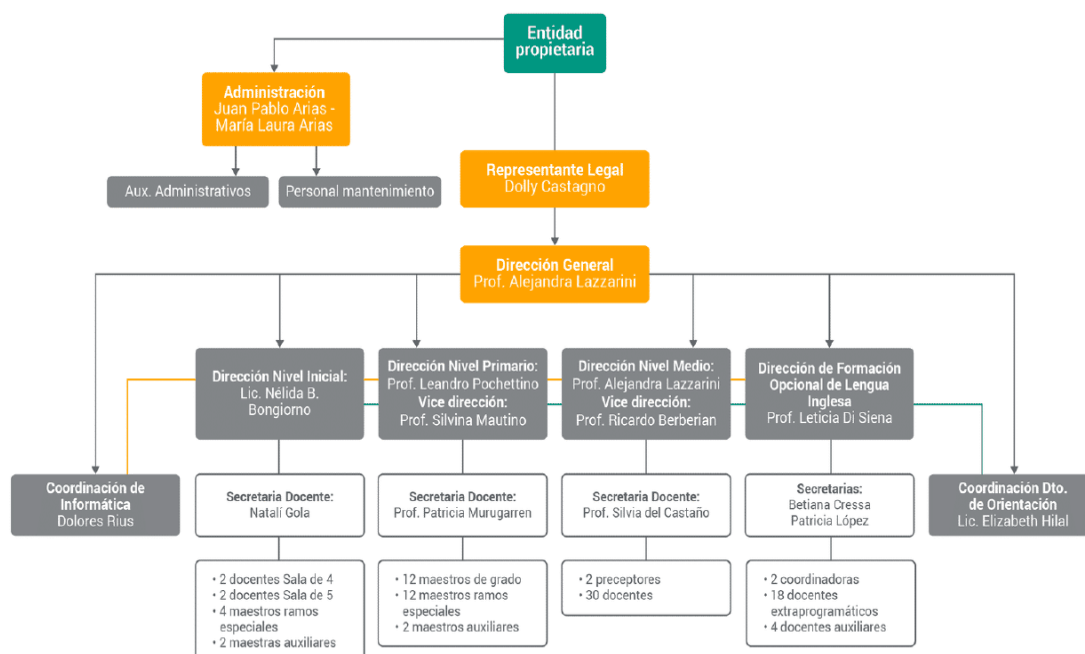 Entidad
propietaria
Administración
Juan Pablo Arias -
María Laura Arias
Aux. Administrativos
Personal mantenimiento
Representante Legal
Dolly Castagno
Dirección General
Prof. Alejandra Lazzarini
Dirección Nivel Inicial:
Lic. Nélida B.
Bongiorno
Dirección Nivel Primario:
Prof. Leandro Pochettino
Vice dirección:
Prof. Silvina Mautino
Dirección Nivel Medio:
Prof. Alejandra Lazzarini
Vice dirección:
Prof. Ricardo Berberian
Dirección de Formación
Opcional de Lengua
Inglesa
Prof. Leticia Di Siena
Coordinación de
Informática
Dolores Rius
Secretaria Docente:
Natalí Gola
Secretaria Docente:
Prof. Patricia Murugarren
Secretaria Docente:
Prof. Silvia del Castaño
Secretarias:
Betiana Cressa
Patricia López
Coordinación Dto.
de Orientación
Lic. Elizabeth Hilal
• 2 docentes Sala de 4
• 2 docentes Sala de 5
• 4 maestros ramos
especiales
• 2 maestras auxiliares
• 12 maestros de grado
• 12 maestros ramos
especiales
• 2 maestros auxiliares
• 2 preceptores
• 30 docentes
• 2 coordinadoras
• 18 docentes
extraprogramáticos
• 4 docentes auxiliares